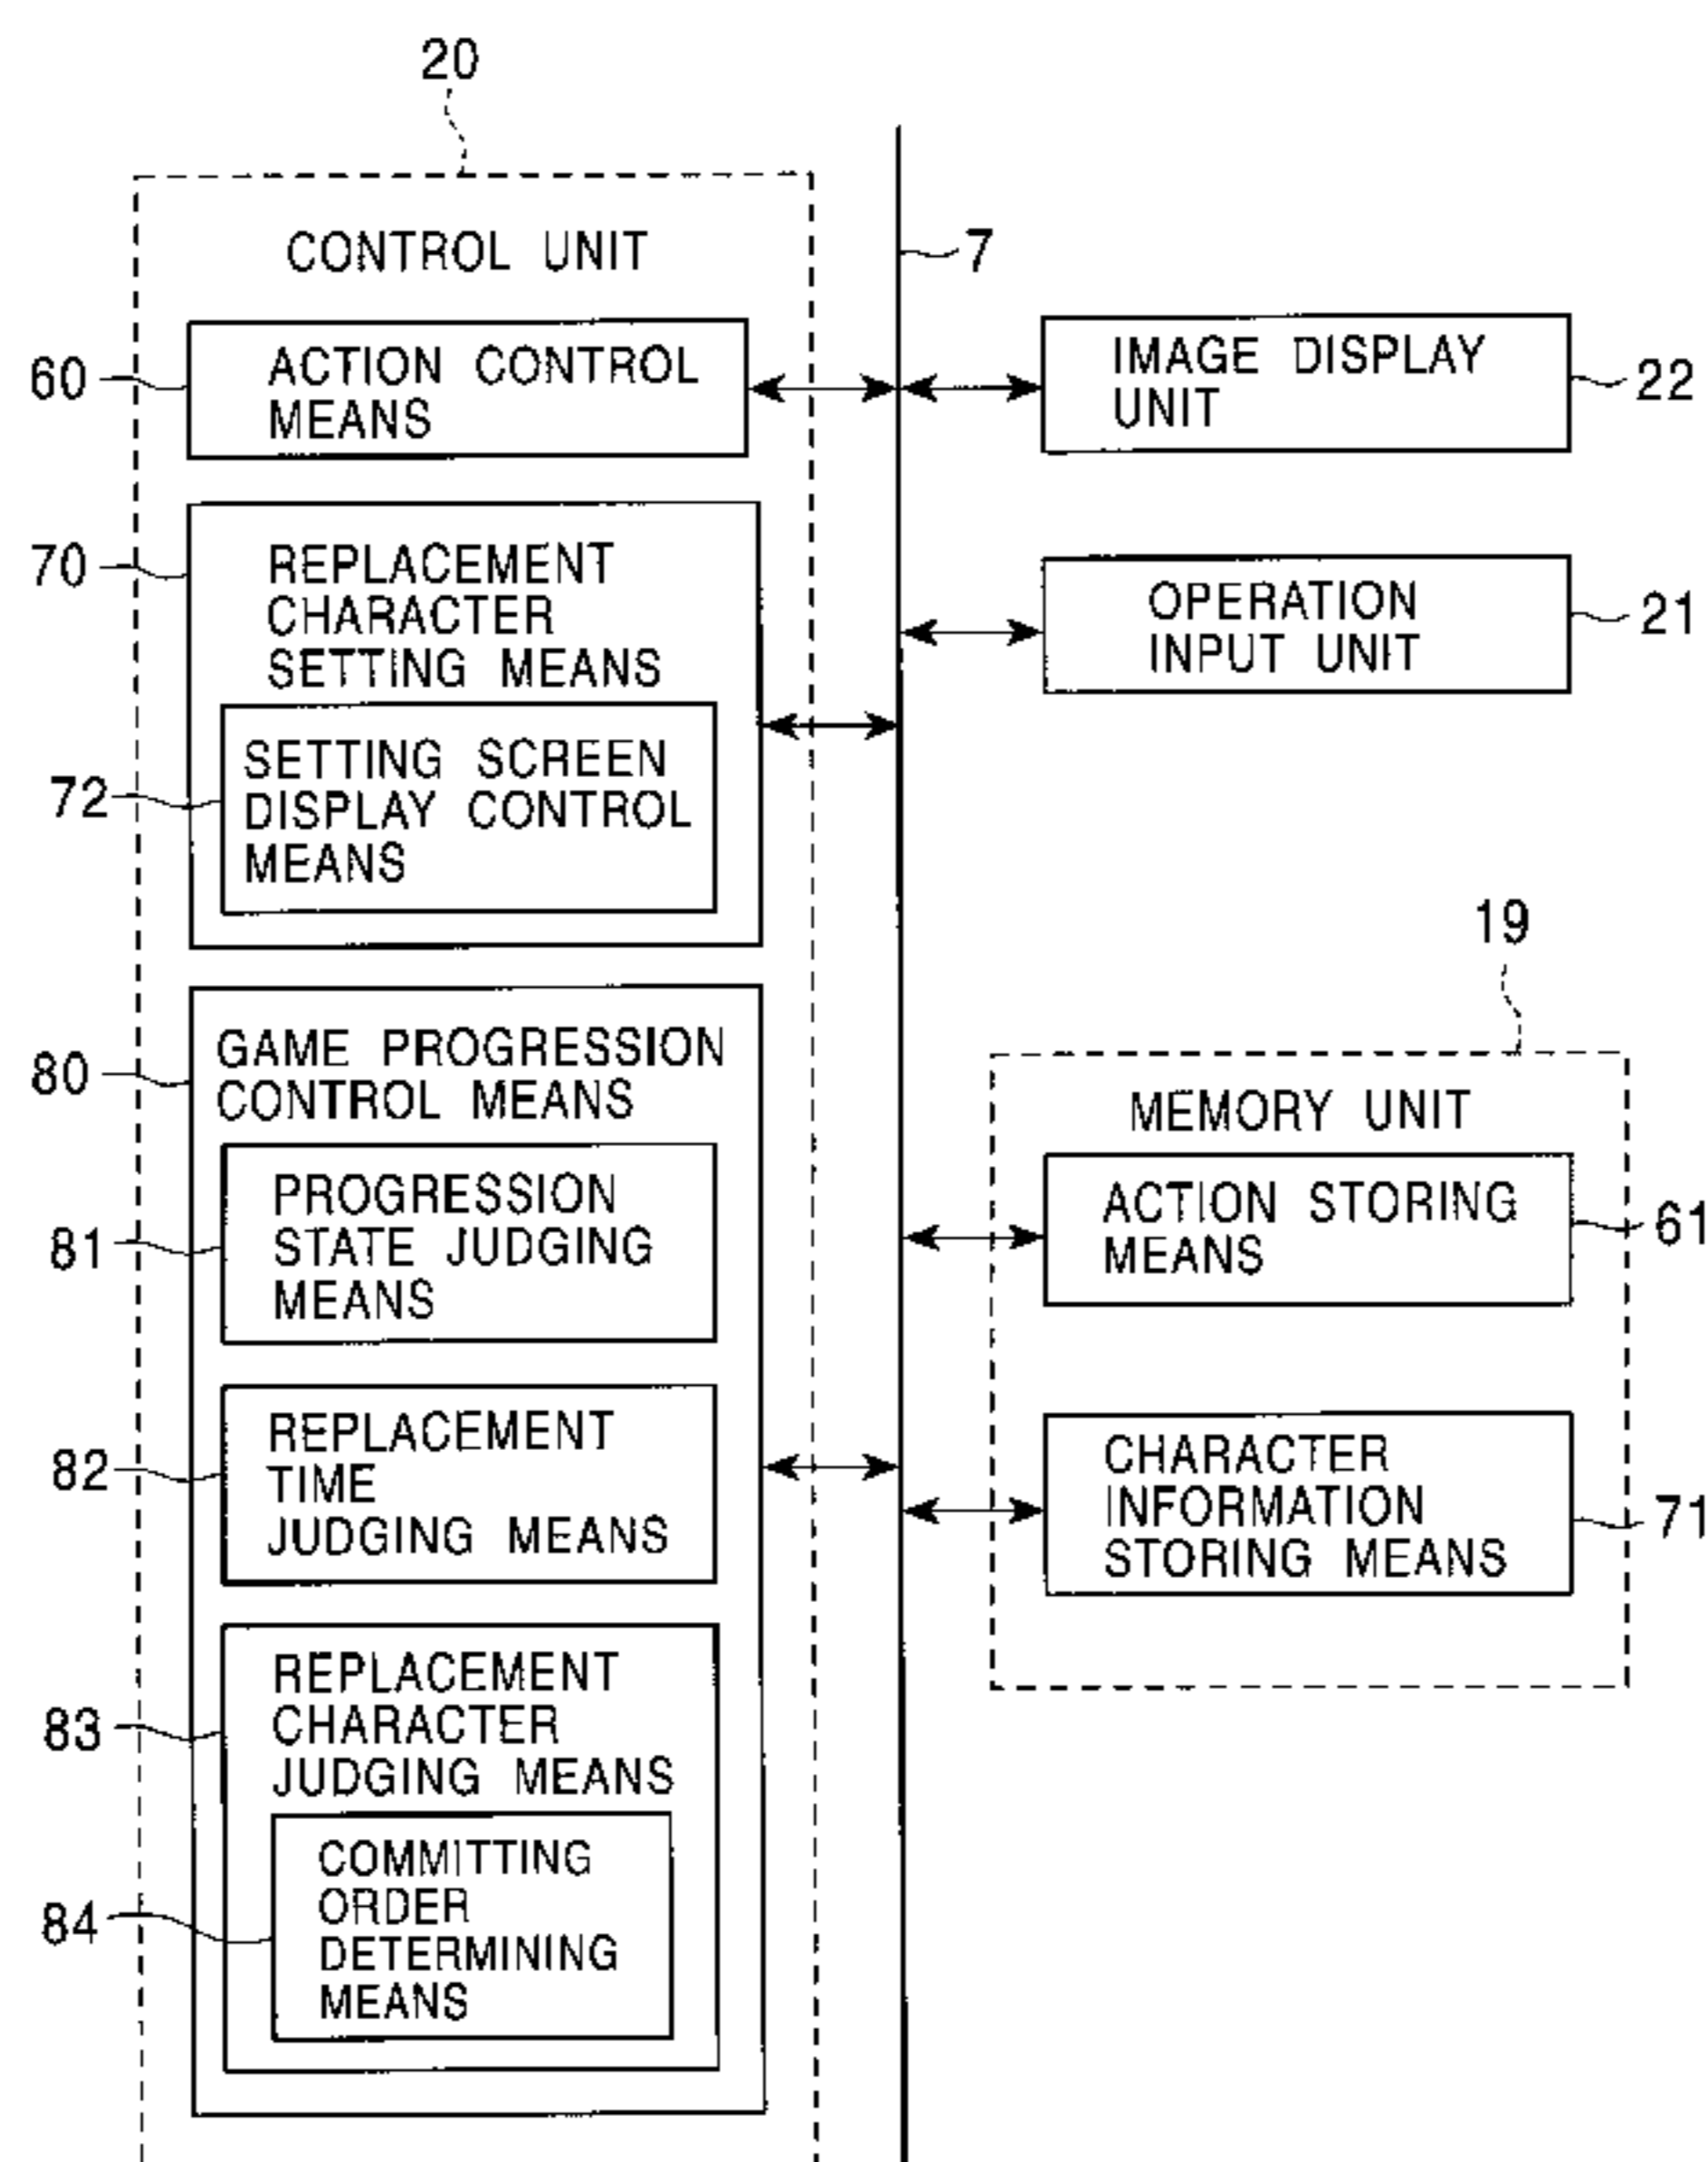 20
CONTROL UNIT
7
60
ACTION CONTROL
MEANS
IMAGE DISPLAY
UNIT
22
70
REPLACEMENT
CHARACTER
SETTING MEANS
OPERATION
INPUT UNIT
21
72
SETTING SCREEN
DISPLAY CONTROL
MEANS
19
80
GAME PROGRESSION
CONTROL MEANS
MEMORY UNIT
81
PROGRESSION
STATE JUDGING
MEANS
ACTION STORING
MEANS
61
82
REPLACEMENT
TIME
JUDGING MEANS
CHARACTER
INFORMATION
STORING MEANS
71
83
REPLACEMENT
CHARACTER
JUDGING MEANS
84
COMMITTING
ORDER
DETERMINING
MEANS